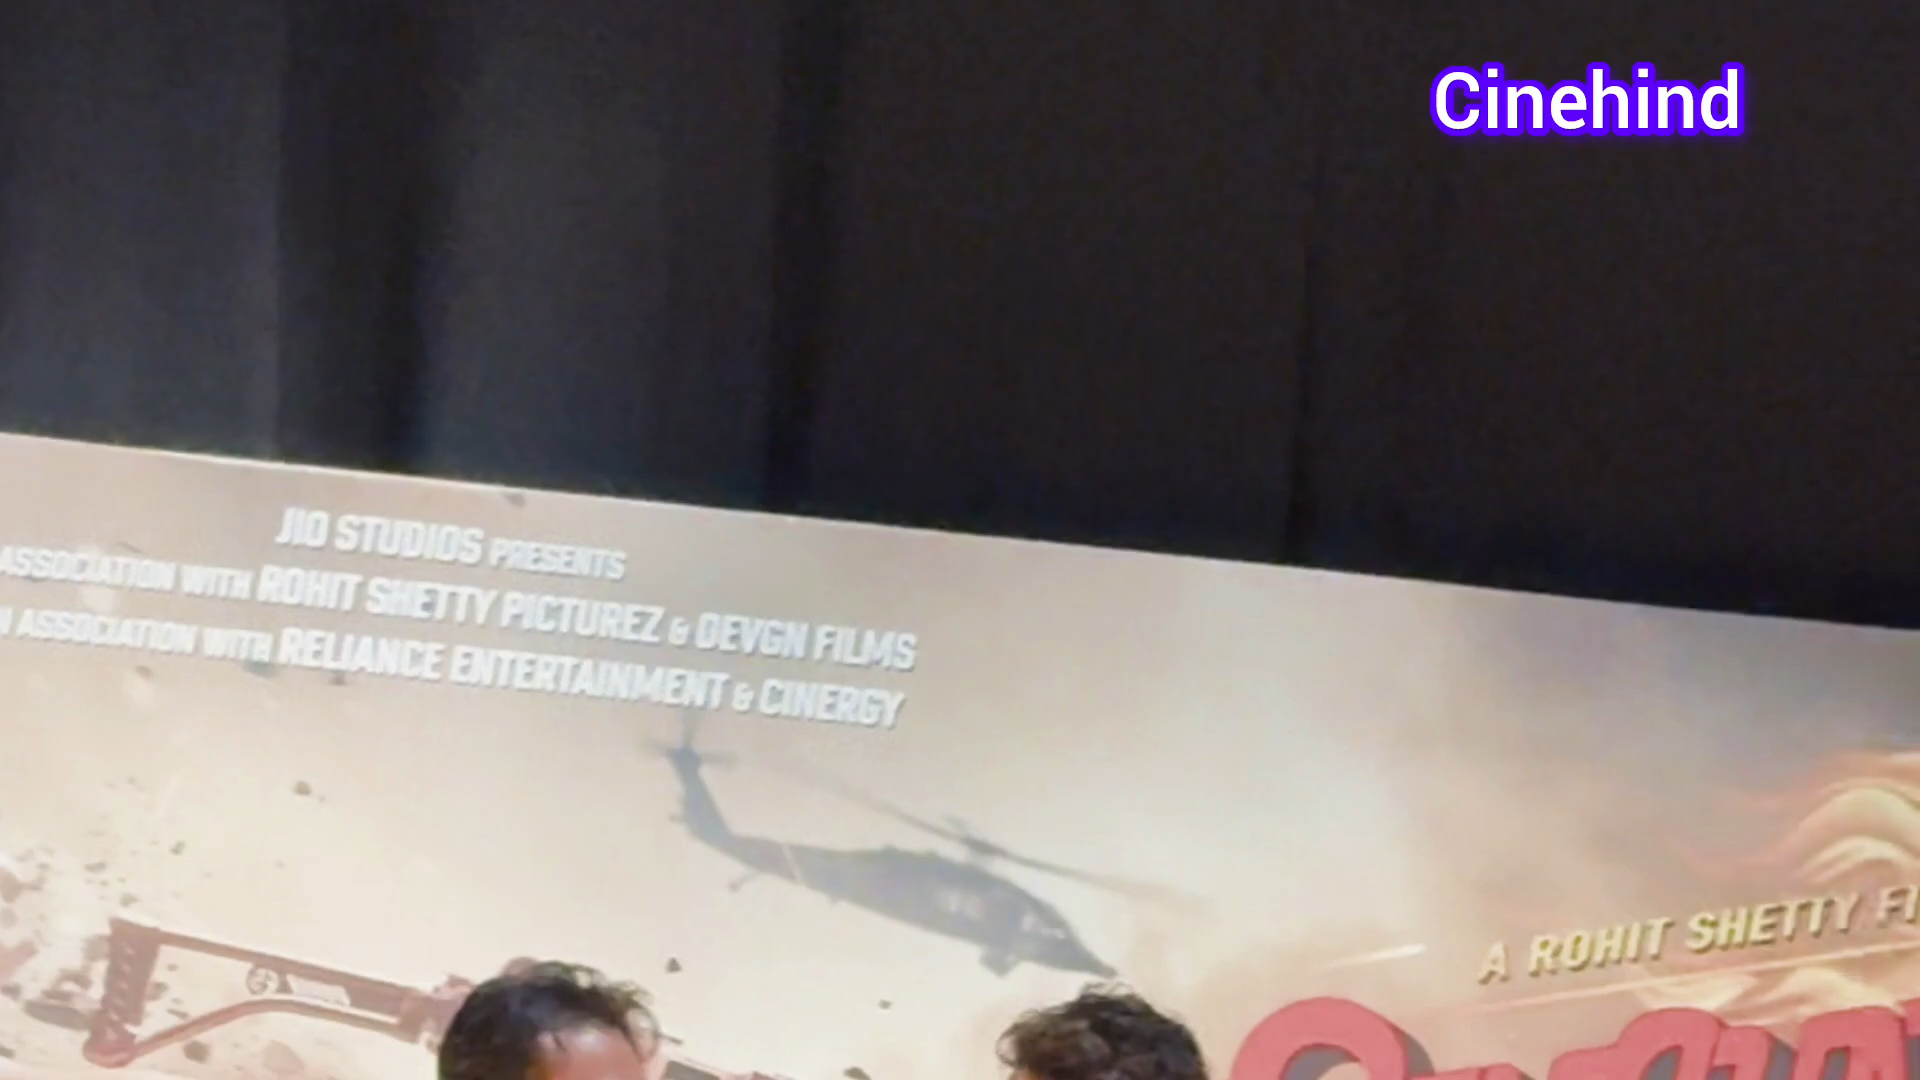 Cinehind
JIO STUDIOS PRESENTS
ASSOCIATION WITH ROHIT SHETTY PICTUREZ & DEVGN FILMS
ASSOCIATION WITH RELIANCE ENTERTAINMENT & CINERGY
A ROHIT SHETTY